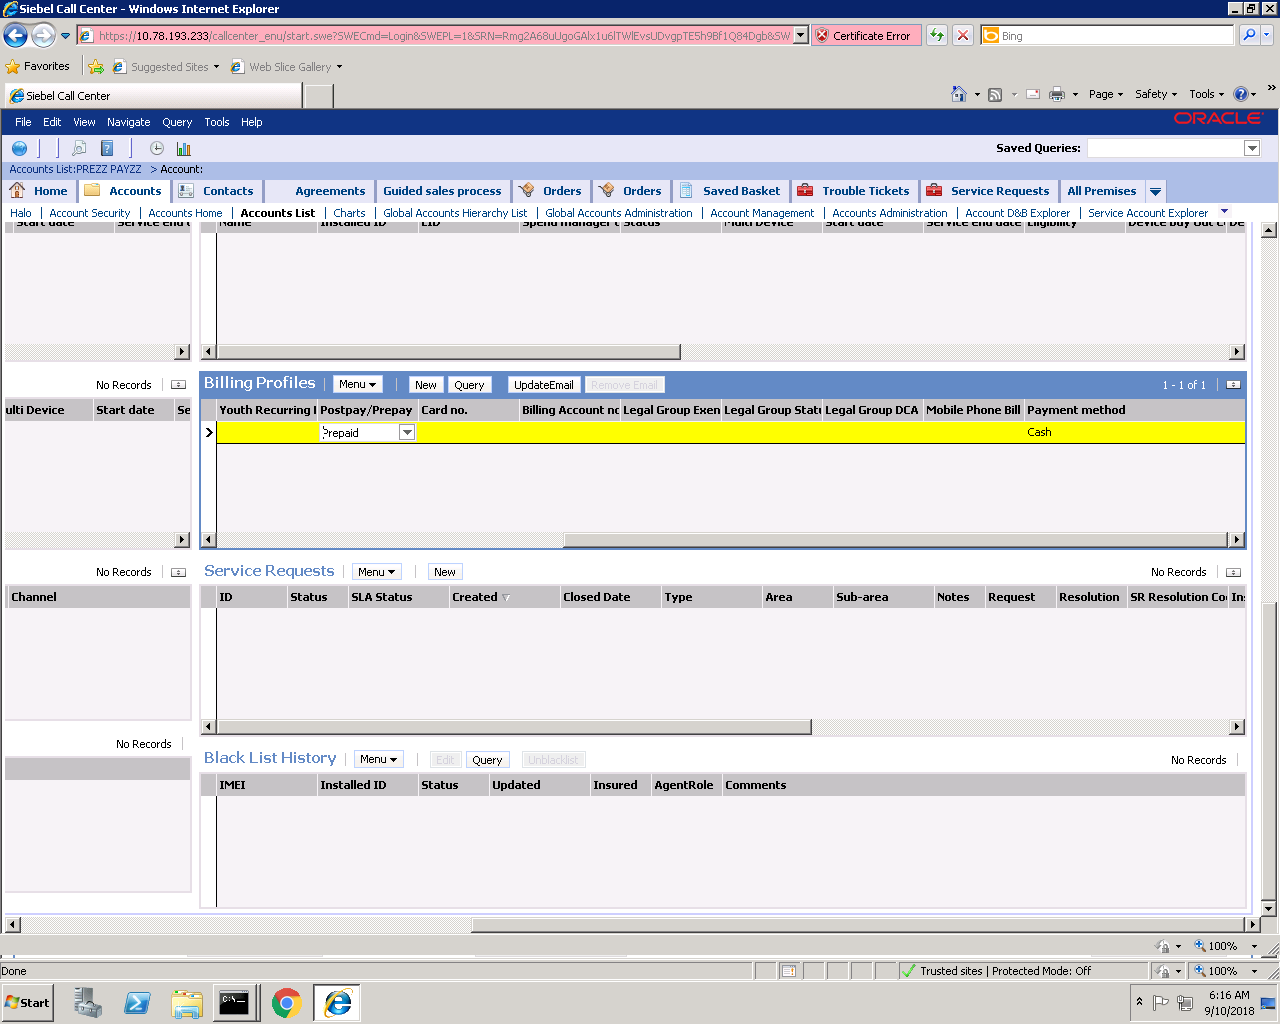 Siebel Call Center - Windows Internet Explorer
https://10.78.193.233/callcenter_enu/start.swe?SWECmd=Login&SWEPL=1&SRN=Rmg2A68uUgoGAlx1u6lTWlEvsUDvgpTE5h9Bf1Q84Dgb&SW
Certificate Error
Bing
Favorites
Suggested Sites
Web Slice Gallery
Siebel Call Center
Page
Safety
Tools
File Edit View Navigate Query Tools Help
ORACLE
Saved Queries:
Accounts List:PREZZ PAYZZ > Account:
Home Accounts Contacts Agreements Guided sales process Orders Orders Saved Basket Trouble Tickets Service Requests All Premises
Halo | Account Security | Accounts Home | Accounts List | Charts | Global Accounts Hierarchy List | Global Accounts Administration | Account Management | Accounts Administration | Account D&B Explorer | Service Account Explorer
Start date Service end Name Installed ID LID Spend manager Status Multi Device Start date Service end date Eligibility Device Buy Out De
No Records
Billing Profiles Menu New Query UpdateEmail Remove Email 1 - 1 of 1
ulti Device Start date Se
Youth Recurring Postpay/Prepay Card no. Billing Account no Legal Group Exen Legal Group Statu Legal Group DCA Mobile Phone Bill Payment method
Prepaid Cash
No Records
Service Requests Menu New No Records
Channel
ID Status SLA Status Created Closed Date Type Area Sub-area Notes Request Resolution SR Resolution Co Ins
No Records
Black List History Menu Edit Query Unblacklist No Records
IMEI Installed ID Status Updated Insured AgentRole Comments
100%
Done
Trusted sites | Protected Mode: Off
100%
Start
C:\.
6:16 AM
9/10/2018